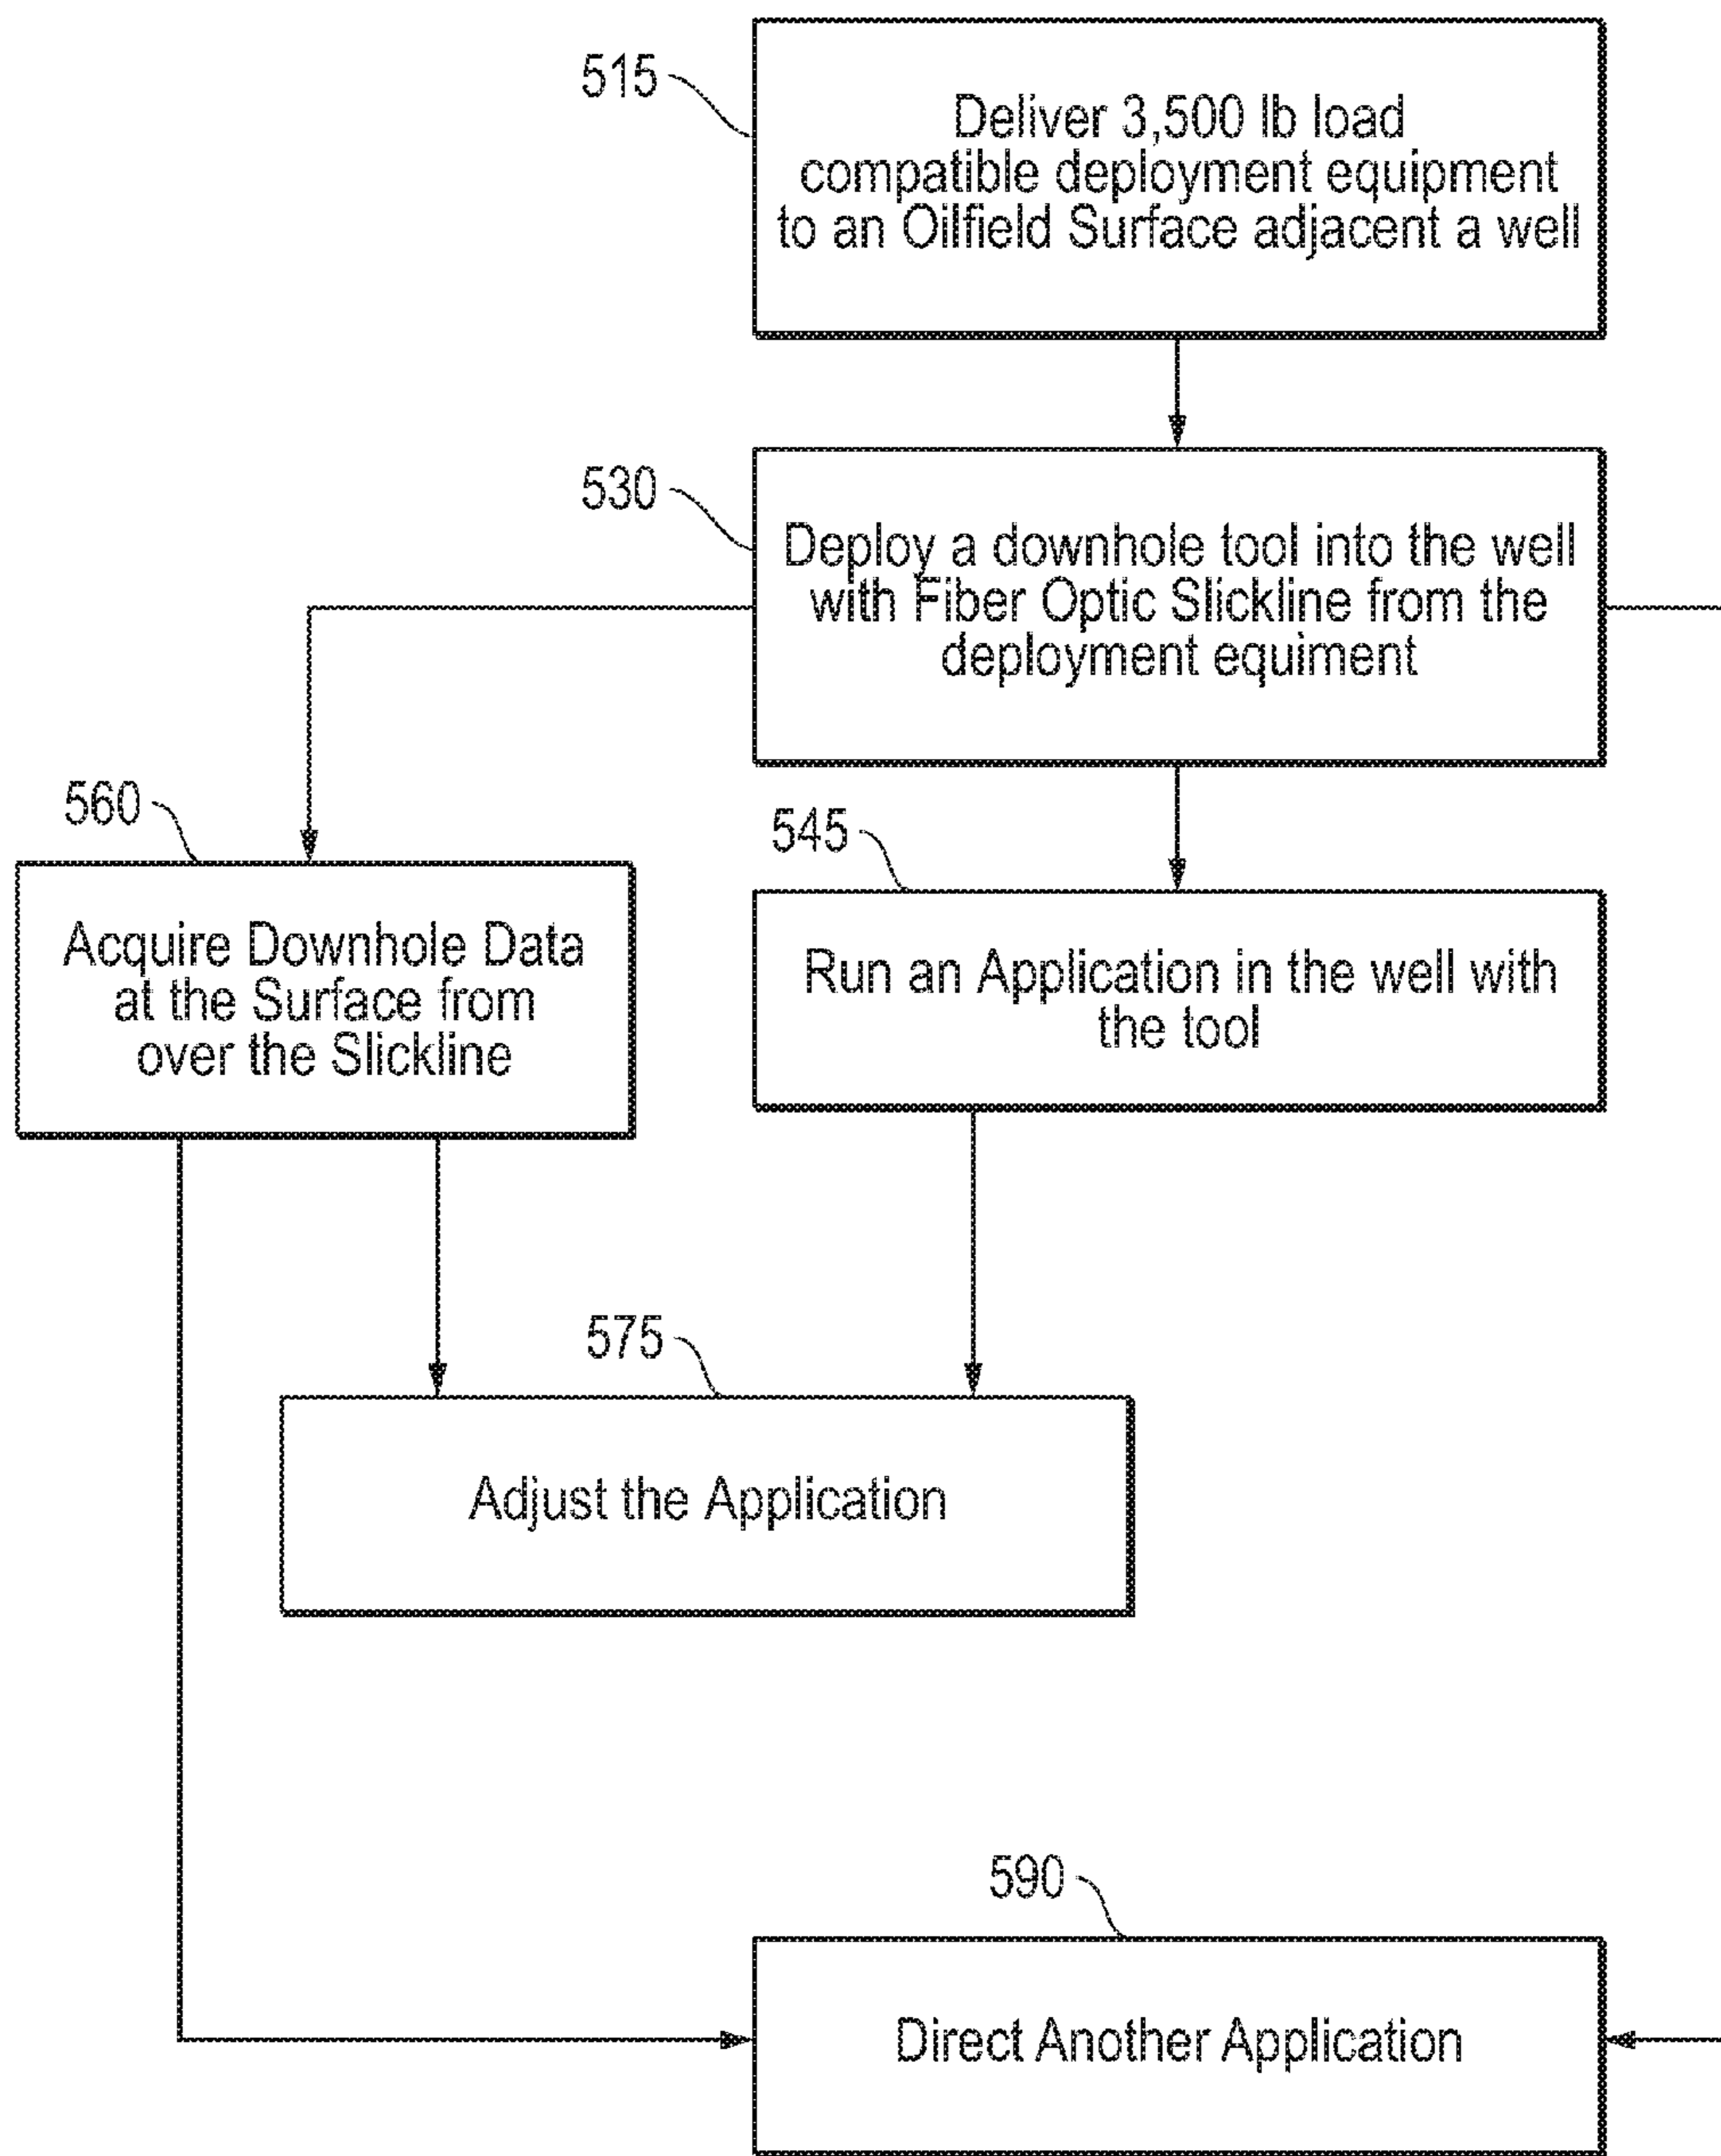 515
Deliver 3,500 lb load
compatible deployment equipment
to an Oilfield Surface adjacent a well
530
Deploy a downhole tool into the well
with Fiber Optic Slickline from the
deployment equiment
560
Acquire Downhole Data
at the Surface from
over the Slickline
545
Run an Application in the well with
the tool
575
Adjust the Application
590
Direct Another Application